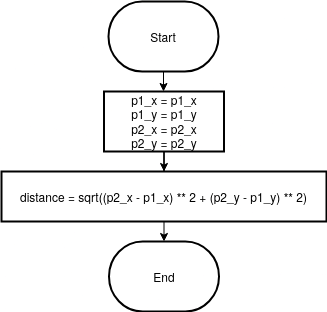 Start
p1_x = p1_x
p1_y = p1_y
p2_x = p2_x
p2_y = p2_y
distance = sqrt((p2_x - p1_x) ** 2 + (p2_y - p1_y) ** 2)
End